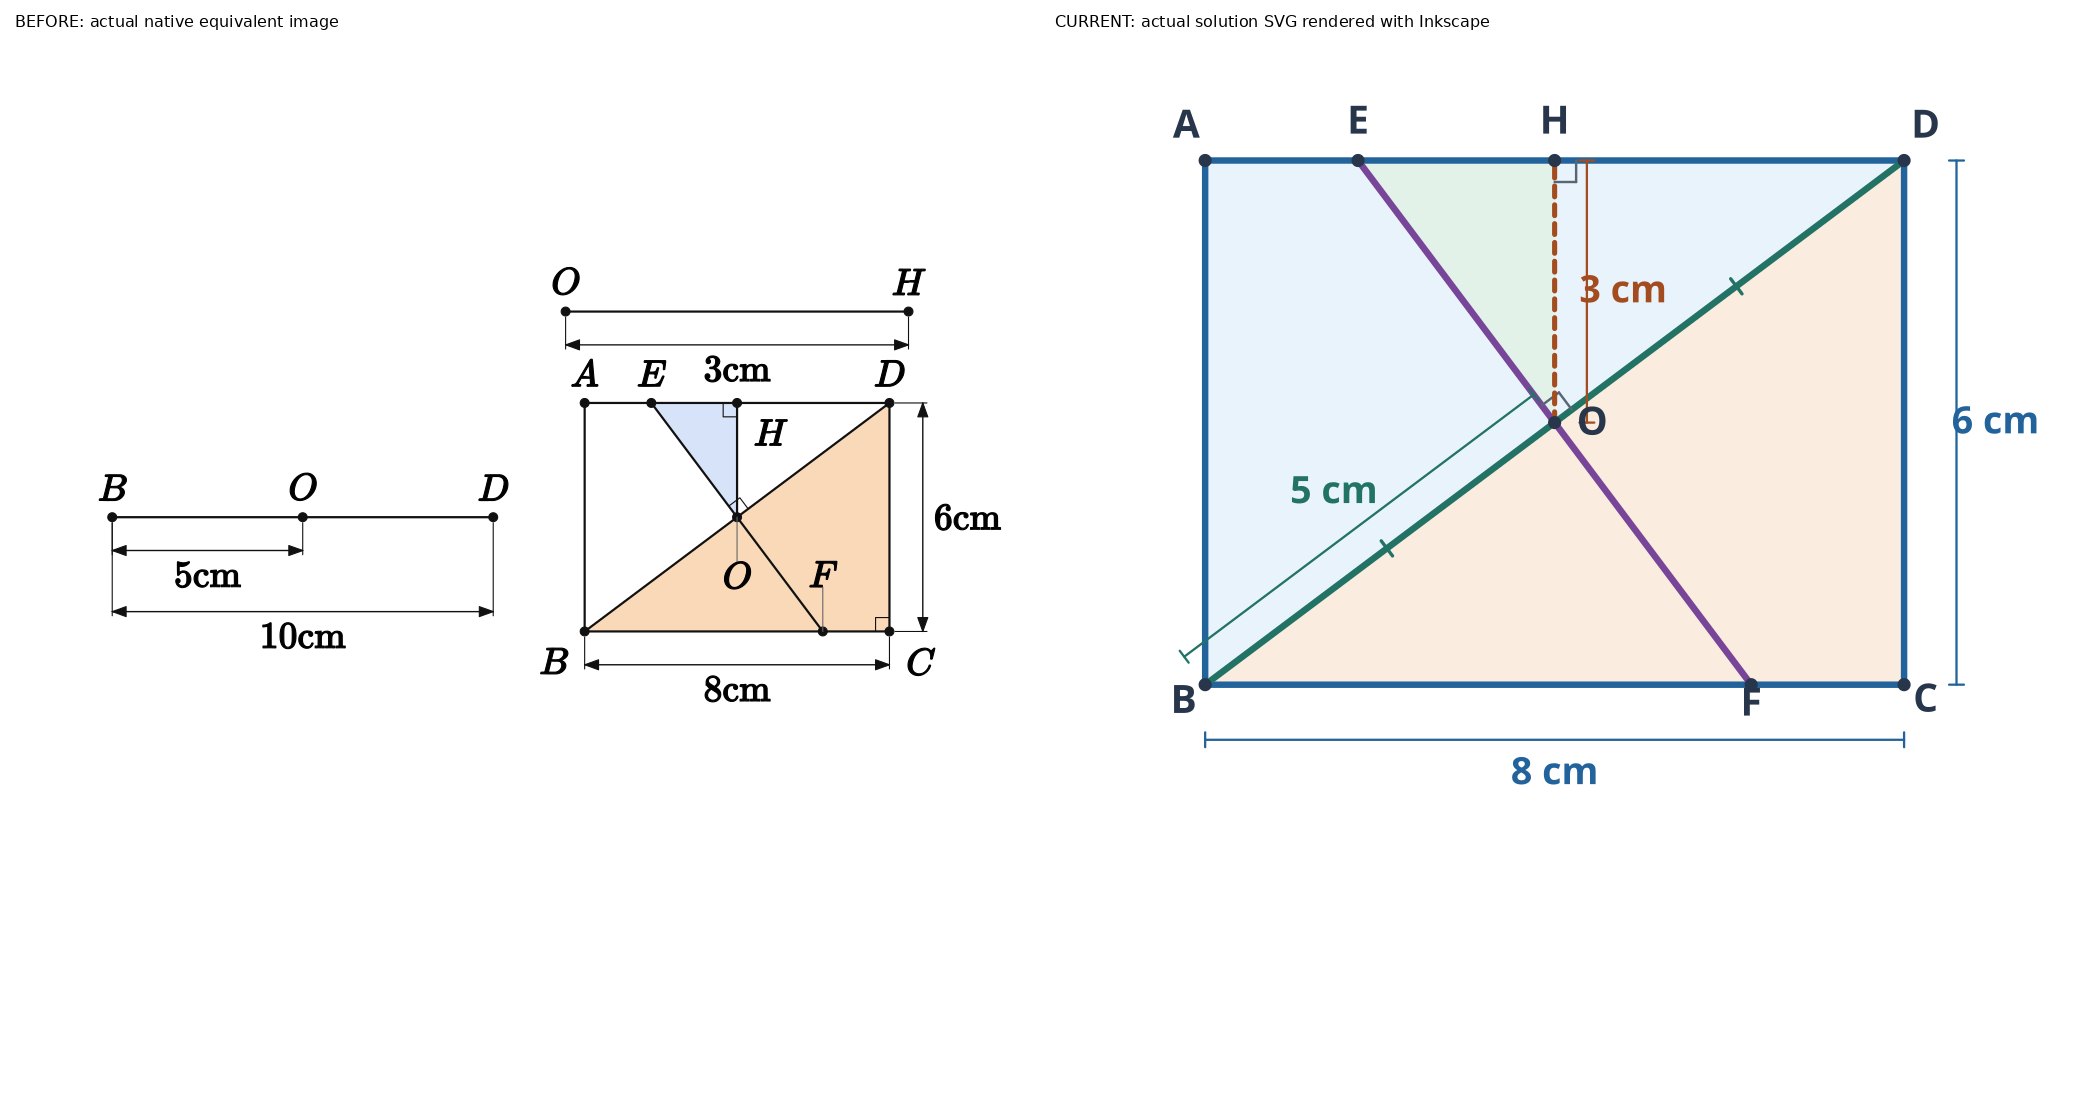 BEFORE: actual native equivalent image
O H
3cm
A E D
H
B O D
5cm
10cm
6cm
O F
B C
8cm
CURRENT: actual solution SVG rendered with Inkscape
A E H D
3 cm
O
6 cm
5 cm
B F C
8 cm